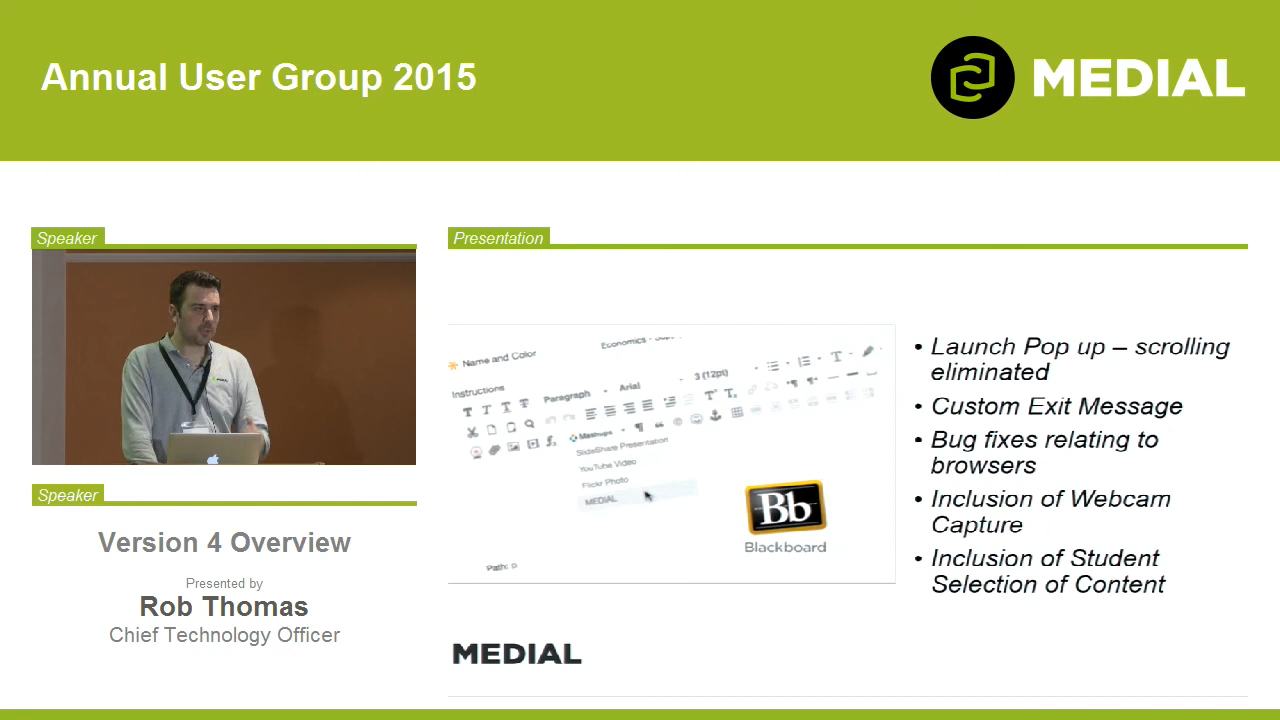 Annual User Group 2015
MEDIAL
Speaker
Presentation
Speaker
Version 4 Overview
Presented by
Rob Thomas
Chief Technology Officer
Name and Color
Instructions
Paragraph
Arial
3 (12pt)
Mashups
SlideShare Presentation
YouTube Video
Flickr Photo
MEDIAL
Path: p
Bb
Blackboard
• Launch Pop up – scrolling
eliminated
• Custom Exit Message
• Bug fixes relating to
browsers
• Inclusion of Webcam
Capture
• Inclusion of Student
Selection of Content
MEDIAL